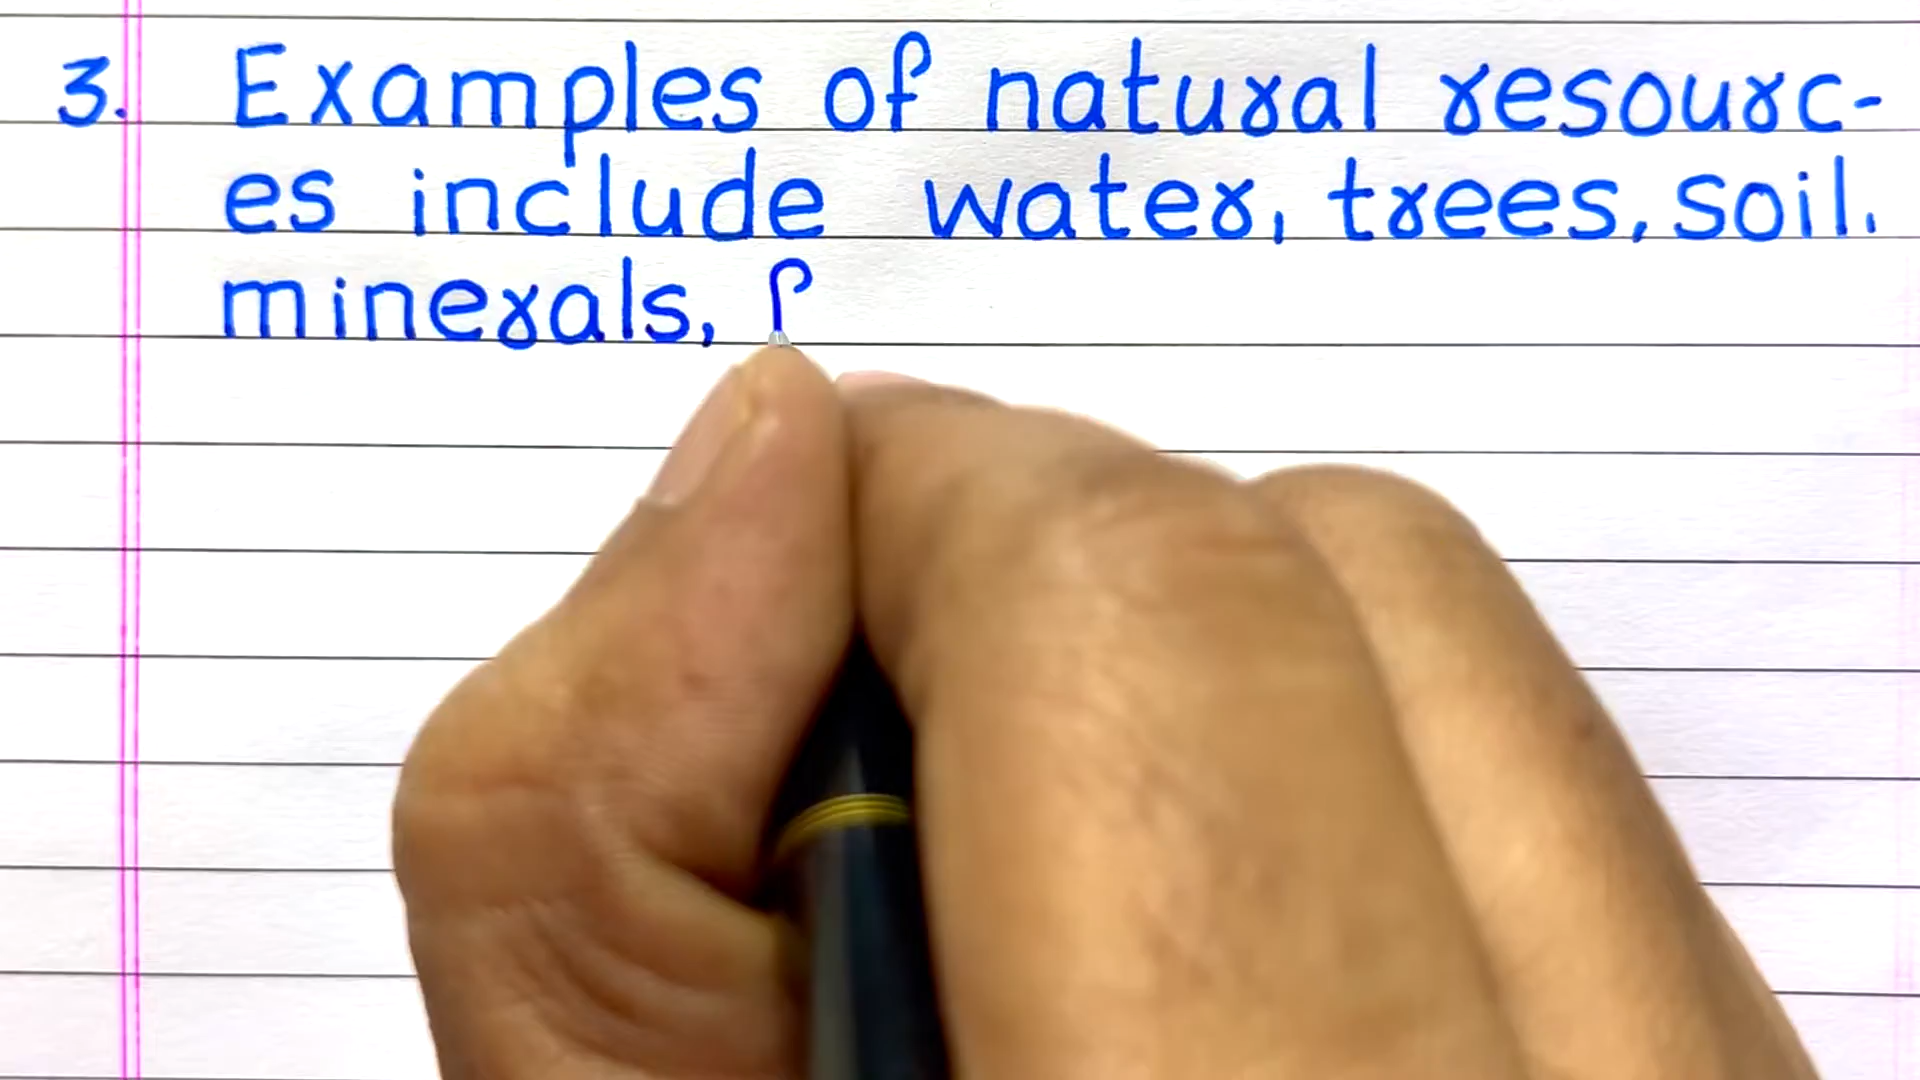 3. Examples of natural resourc-
es include water, trees, soil,
minerals,